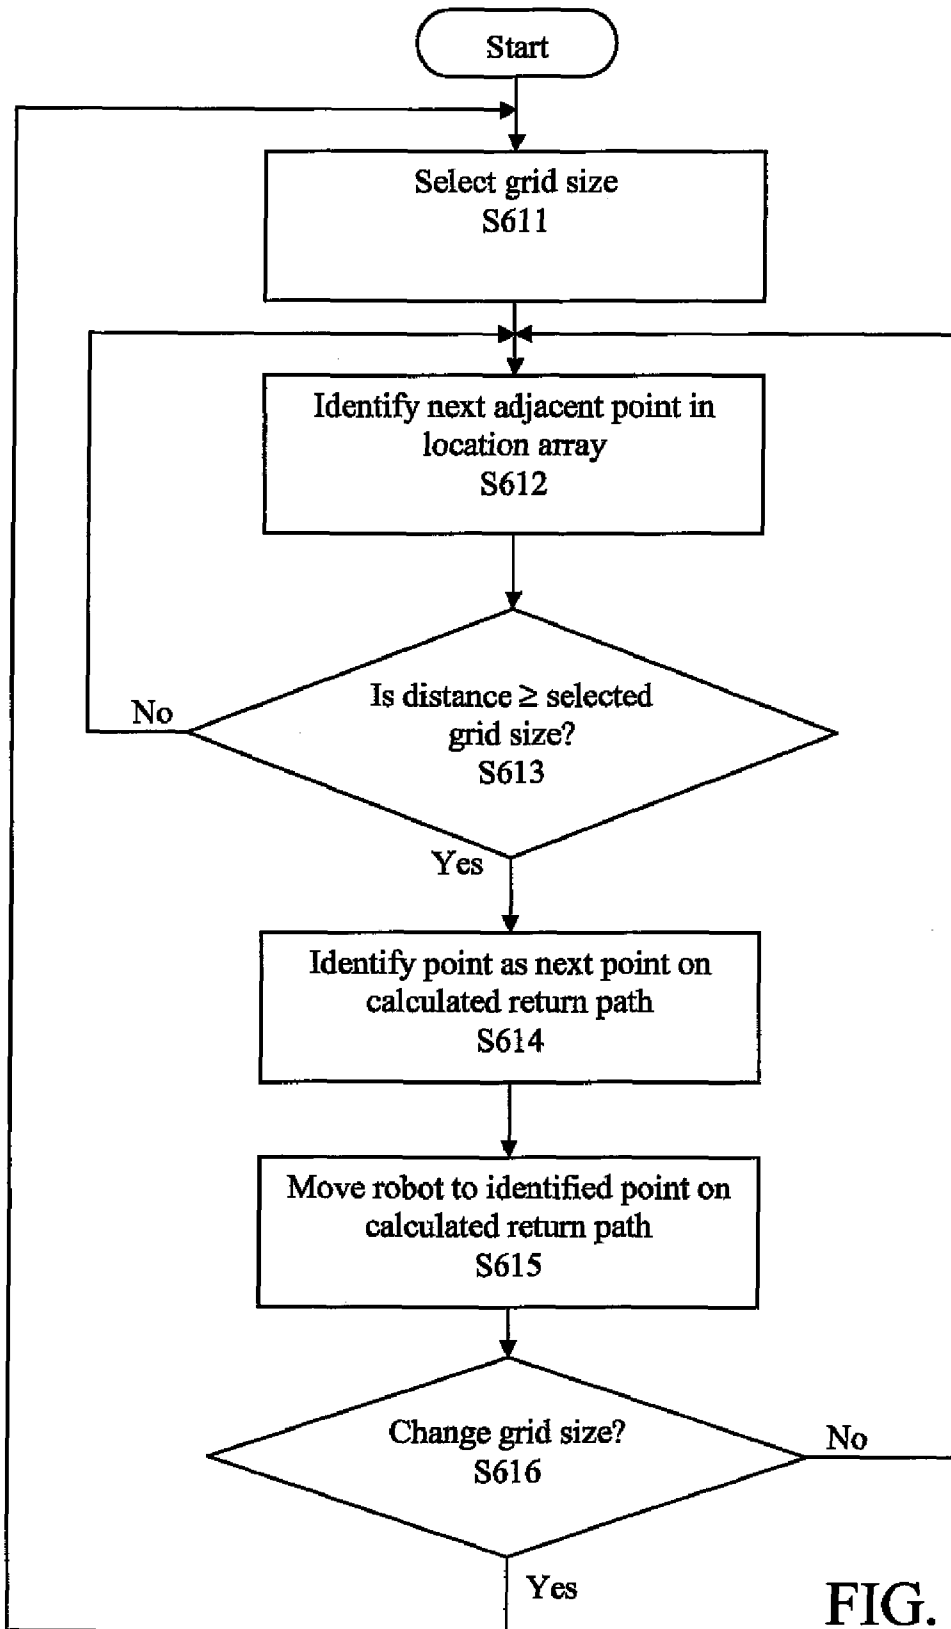 Start
Select grid size
S611
Identify next adjacent point in
location array
S612
Is distance ≥ selected
grid size?
S613
No
Yes
Identify point as next point on
calculated return path
S614
Move robot to identified point on
calculated return path
S615
Change grid size?
S616
No
Yes
FIG.